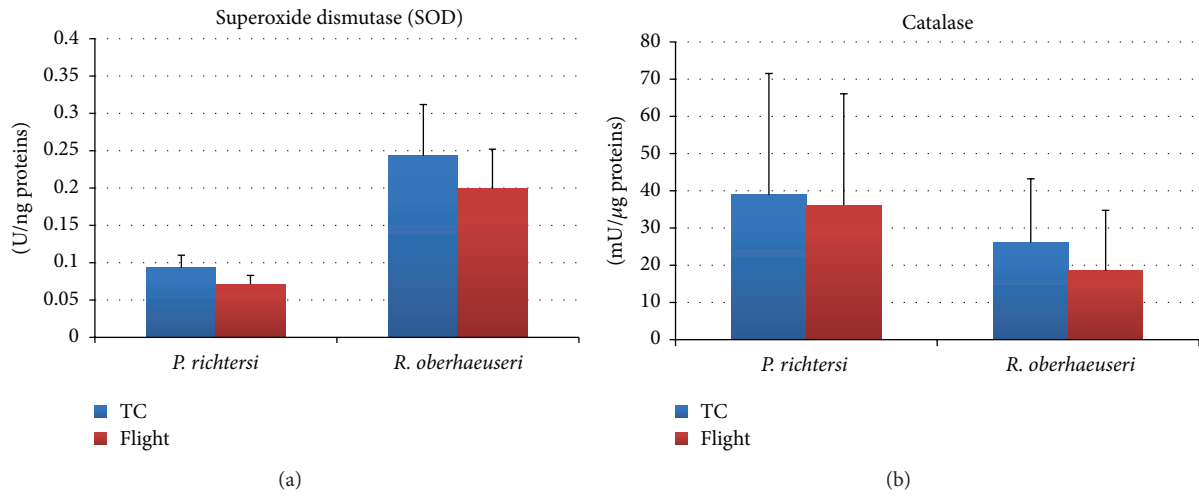 Superoxide dismutase (SOD)
0.4
0.35
0.3
0.25
0.2
0.15
0.1
0.05
0
(U/ng proteins)
P. richtersi
R. oberhaeuseri
TC
Flight
(a)
Catalase
80
70
60
50
40
30
20
10
0
(mU/µg proteins)
P. richtersi
R. oberhaeuseri
TC
Flight
(b)